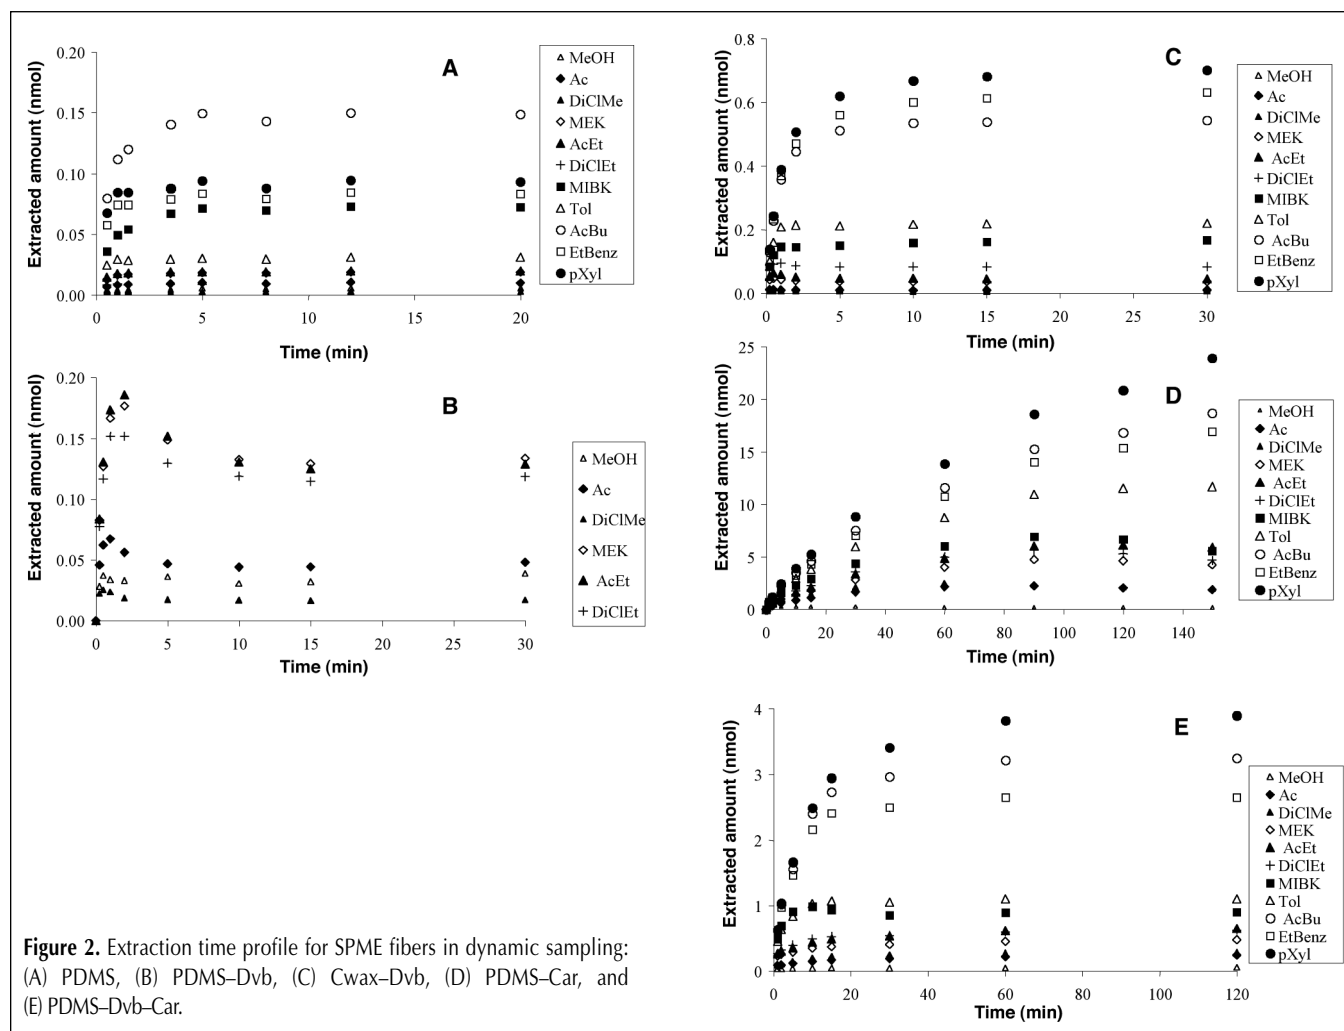 A
Extracted amount (nmol)
0.20
0.15
0.10
0.05
0.00
0
5
10
15
20
Time (min)
MeOH
Ac
DiClMe
MEK
AcEt
DiClEt
MIBK
Tol
AcBu
EtBenz
pXyl
B
Extracted amount (nmol)
0.20
0.15
0.10
0.05
0.00
0
5
10
15
20
25
30
Time (min)
MeOH
Ac
DiClMe
MEK
AcEt
DiClEt
C
Extracted amount (nmol)
0.8
0.6
0.4
0.2
0.0
0
5
10
15
20
25
30
Time (min)
MeOH
Ac
DiClMe
MEK
AcEt
DiClEt
MIBK
Tol
AcBu
EtBenz
pXyl
D
Extracted amount (nmol)
25
20
15
10
5
0
0
20
40
60
80
100
120
140
Time (min)
MeOH
Ac
DiClMe
MEK
AcEt
DiClEt
MIBK
Tol
AcBu
EtBenz
pXyl
E
Extracted amount (nmol)
4
3
2
1
0
0
20
40
60
80
100
120
Time (min)
MeOH
Ac
DiClMe
MEK
AcEt
DiClEt
MIBK
Tol
AcBu
EtBenz
pXyl
Figure 2. Extraction time profile for SPME fibers in dynamic sampling:
(A) PDMS, (B) PDMS–Dvb, (C) Cwax–Dvb, (D) PDMS–Car, and
(E) PDMS–Dvb–Car.